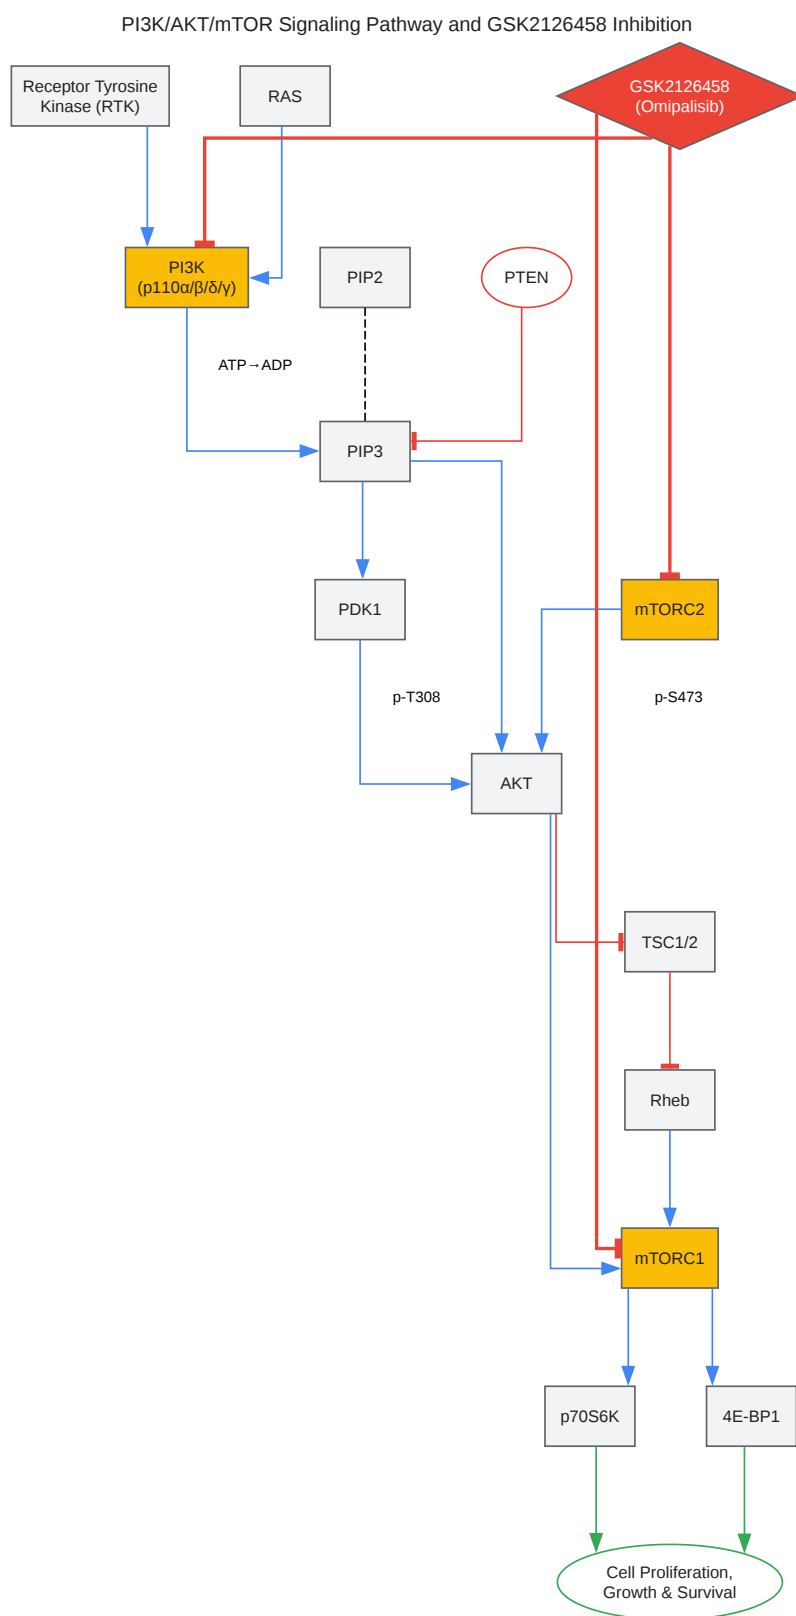 PI3K/AKT/mTOR Signaling Pathway and GSK2126458 Inhibition
Receptor Tyrosine
Kinase (RTK)
RAS
GSK2126458
(Omipalisib)
PI3K
(p110α/β/δ/γ)
PIP2
PTEN
ATP→ADP
PIP3
PDK1
mTORC2
p-T308
p-S473
AKT
TSC1/2
Rheb
mTORC1
p70S6K
4E-BP1
Cell Proliferation,
Growth & Survival